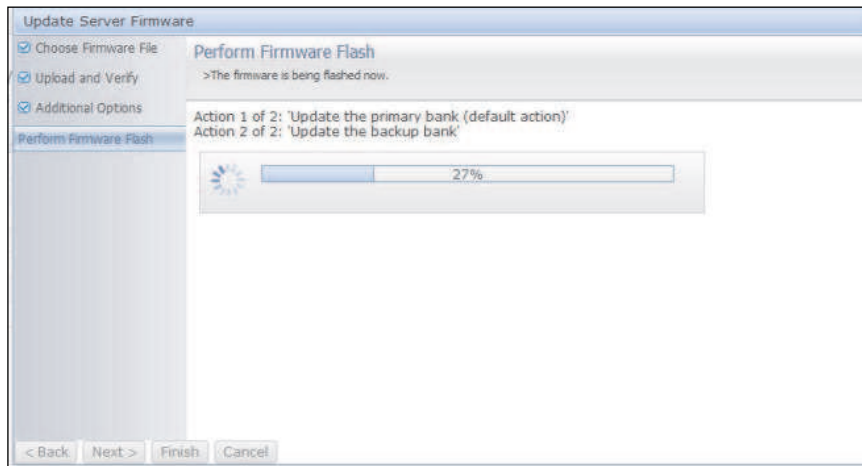 Update Server Firmware
Choose Firmware File
Upload and Verify
Additional Options
Perform Firmware Flash
Perform Firmware Flash
>The firmware is being flashed now.
Action 1 of 2: 'Update the primary bank (default action)'
Action 2 of 2: 'Update the backup bank'
27%
< Back
Next >
Finish
Cancel